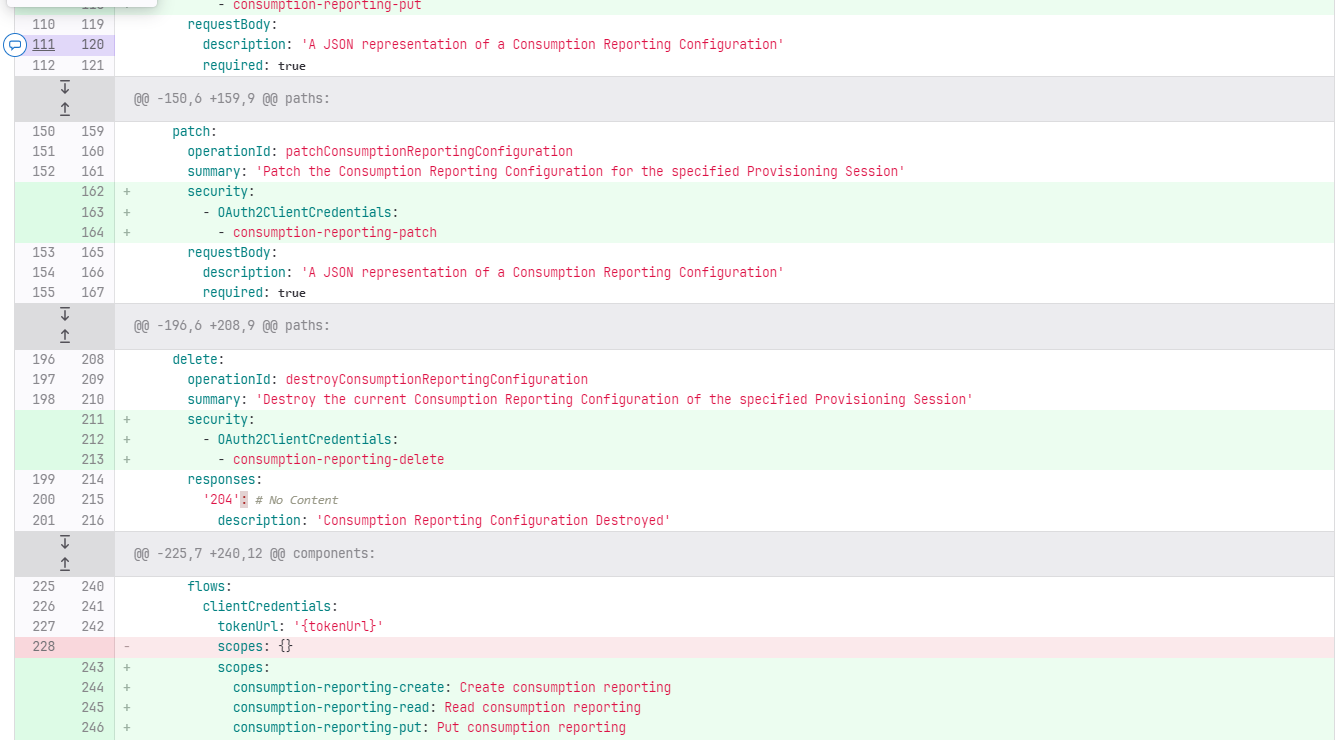 118 + - consumption-reporting-put
110 119 requestBody:
111 120 description: 'A JSON representation of a Consumption Reporting Configuration'
112 121 required: true
@@ -150,6 +159,9 @@ paths:
150 159 patch:
151 160 operationId: patchConsumptionReportingConfiguration
152 161 summary: 'Patch the Consumption Reporting Configuration for the specified Provisioning Session'
162 + security:
163 + - OAuth2ClientCredentials:
164 + - consumption-reporting-patch
153 165 requestBody:
154 166 description: 'A JSON representation of a Consumption Reporting Configuration'
155 167 required: true
@@ -196,6 +208,9 @@ paths:
196 208 delete:
197 209 operationId: destroyConsumptionReportingConfiguration
198 210 summary: 'Destroy the current Consumption Reporting Configuration of the specified Provisioning Session'
211 + security:
212 + - OAuth2ClientCredentials:
213 + - consumption-reporting-delete
199 214 responses:
200 215 '204': # No Content
201 216 description: 'Consumption Reporting Configuration Destroyed'
@@ -225,7 +240,12 @@ components:
225 240 flows:
226 241 clientCredentials:
227 242 tokenUrl: '{tokenUrl}'
228 - scopes: {}
243 + scopes:
244 + consumption-reporting-create: Create consumption reporting
245 + consumption-reporting-read: Read consumption reporting
246 + consumption-reporting-put: Put consumption reporting